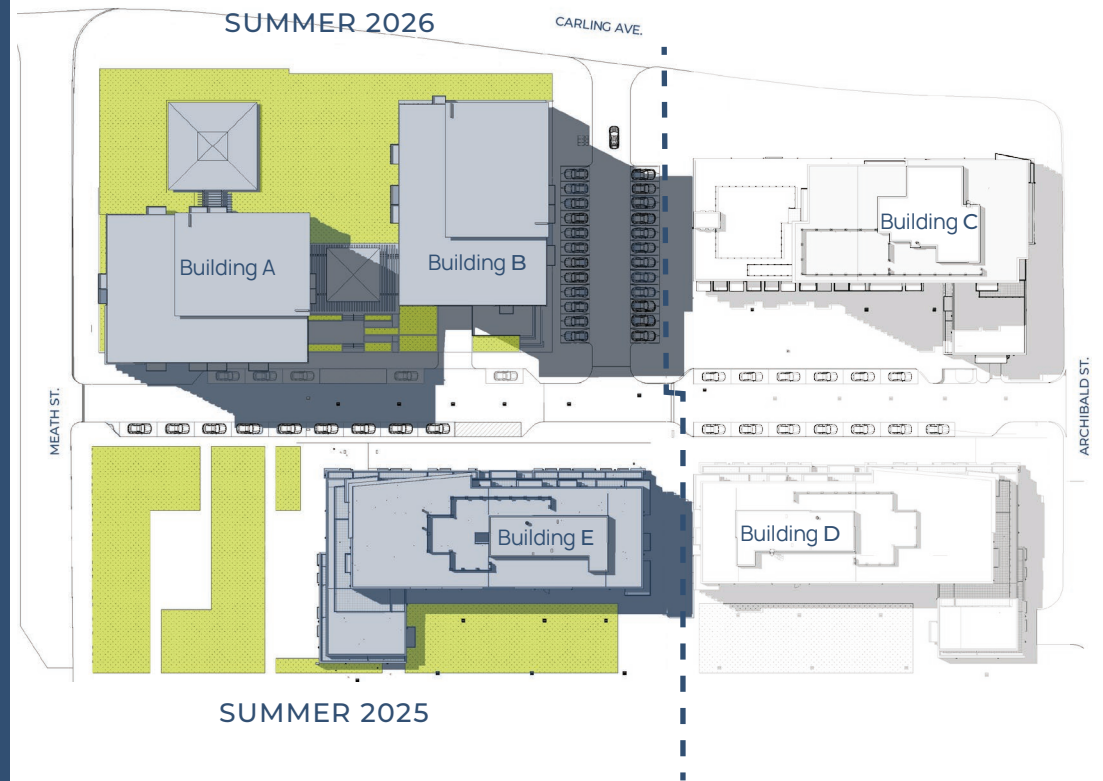 SUMMER 2026
CARLING AVE.
Building A
Building B
Building C
MEATH ST.
ARCHIBALD ST.
Building E
Building D
SUMMER 2025